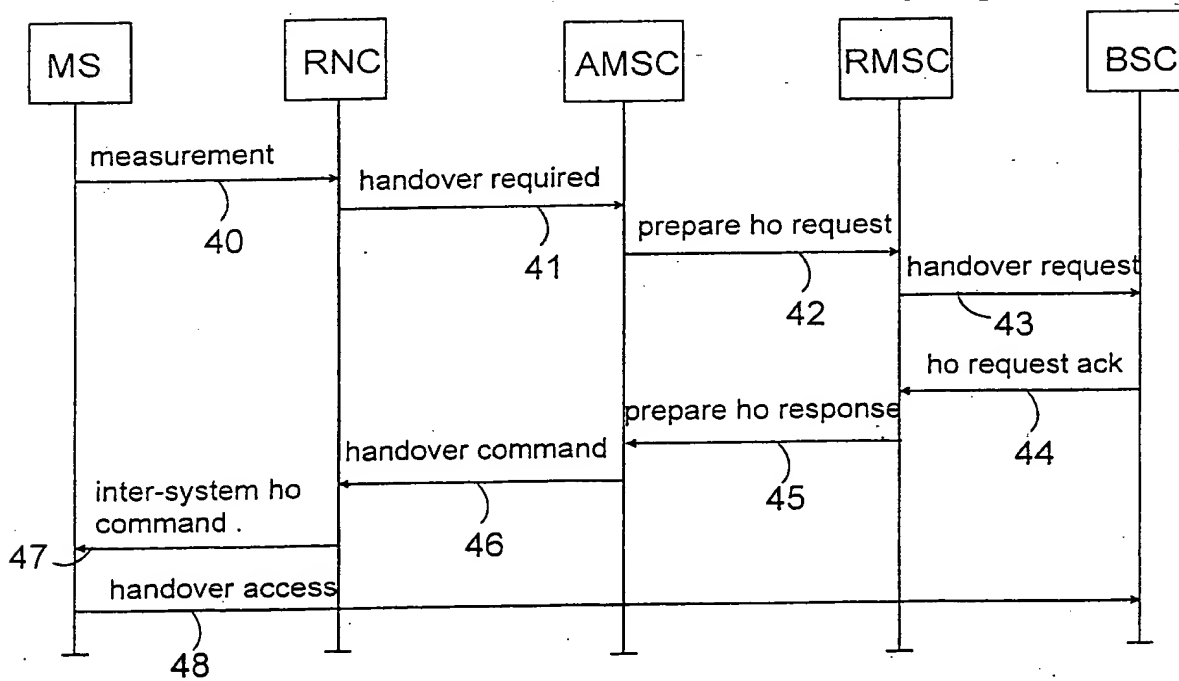 MS
RNC
AMSC
RMSC
BSC
measurement
40
handover required
41
prepare ho request
42
handover request
43
ho request ack
44
prepare ho response
45
handover command
46
inter-system ho
command .
47
handover access
48